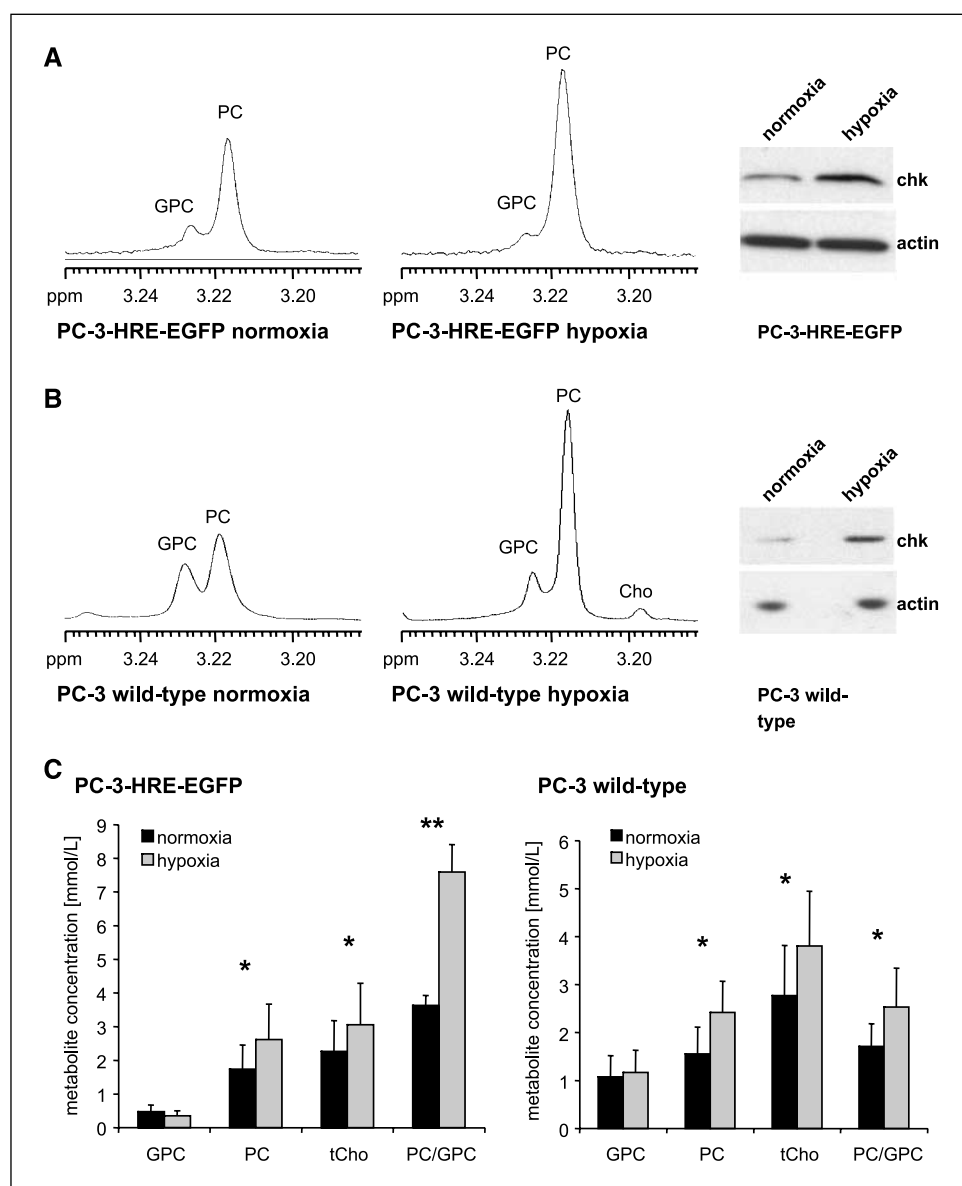 A
GPC
PC
ppm 3.24 3.22 3.20
PC-3-HRE-EGFP normoxia
GPC
PC
3.24 3.22 3.20
PC-3-HRE-EGFP hypoxia
normoxia
hypoxia
chk
actin
PC-3-HRE-EGFP
B
GPC
PC
ppm 3.24 3.22 3.20
PC-3 wild-type normoxia
GPC
PC
Cho
ppm 3.24 3.22 3.20
PC-3 wild-type hypoxia
normoxia
hypoxia
chk
actin
PC-3 wild-
type
C
PC-3-HRE-EGFP
metabolite concentration [mmol/L]
9
8
7
6
5
4
3
2
1
0
normoxia
hypoxia
*
*
**
GPC PC tCho PC/GPC
PC-3 wild-type
metabolite concentration [mmol/L]
6
5
4
3
2
1
0
normoxia
hypoxia
*
*
*
GPC PC tCho PC/GPC